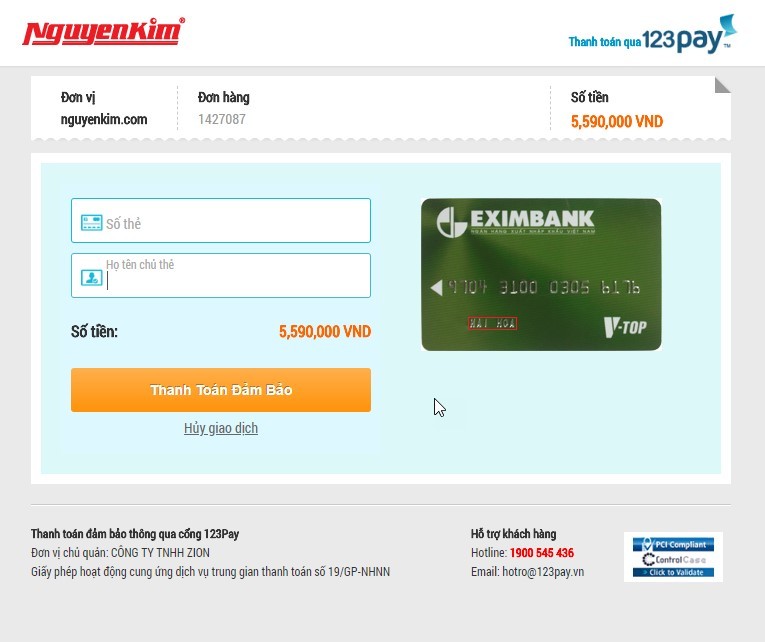 NguyenKim®
Thanh toán qua 123pay™
Đơn vị
nguyenkim.com
Đơn hàng
1427087
Số tiền
5,590,000 VND
Số thẻ
Họ tên chủ thẻ
Số tiền: 5,590,000 VND
Thanh Toán Đảm Bảo
Hủy giao dịch
EXIMBANK
NGÂN HÀNG XUẤT NHẬP KHẨU VIỆT NAM
9704 3100 0305 6176
MAI HOA
V-TOP
Thanh toán đảm bảo thông qua cổng 123Pay
Đơn vị chủ quán: CÔNG TY TNHH ZION
Giấy phép hoạt động cung ứng dịch vụ trung gian thanh toán số 19/GP-NHNN
Hỗ trợ khách hàng
Hotline: 1900 545 436
Email: hotro@123pay.vn
PCI Compliant
ControlCase
> Click to Validate